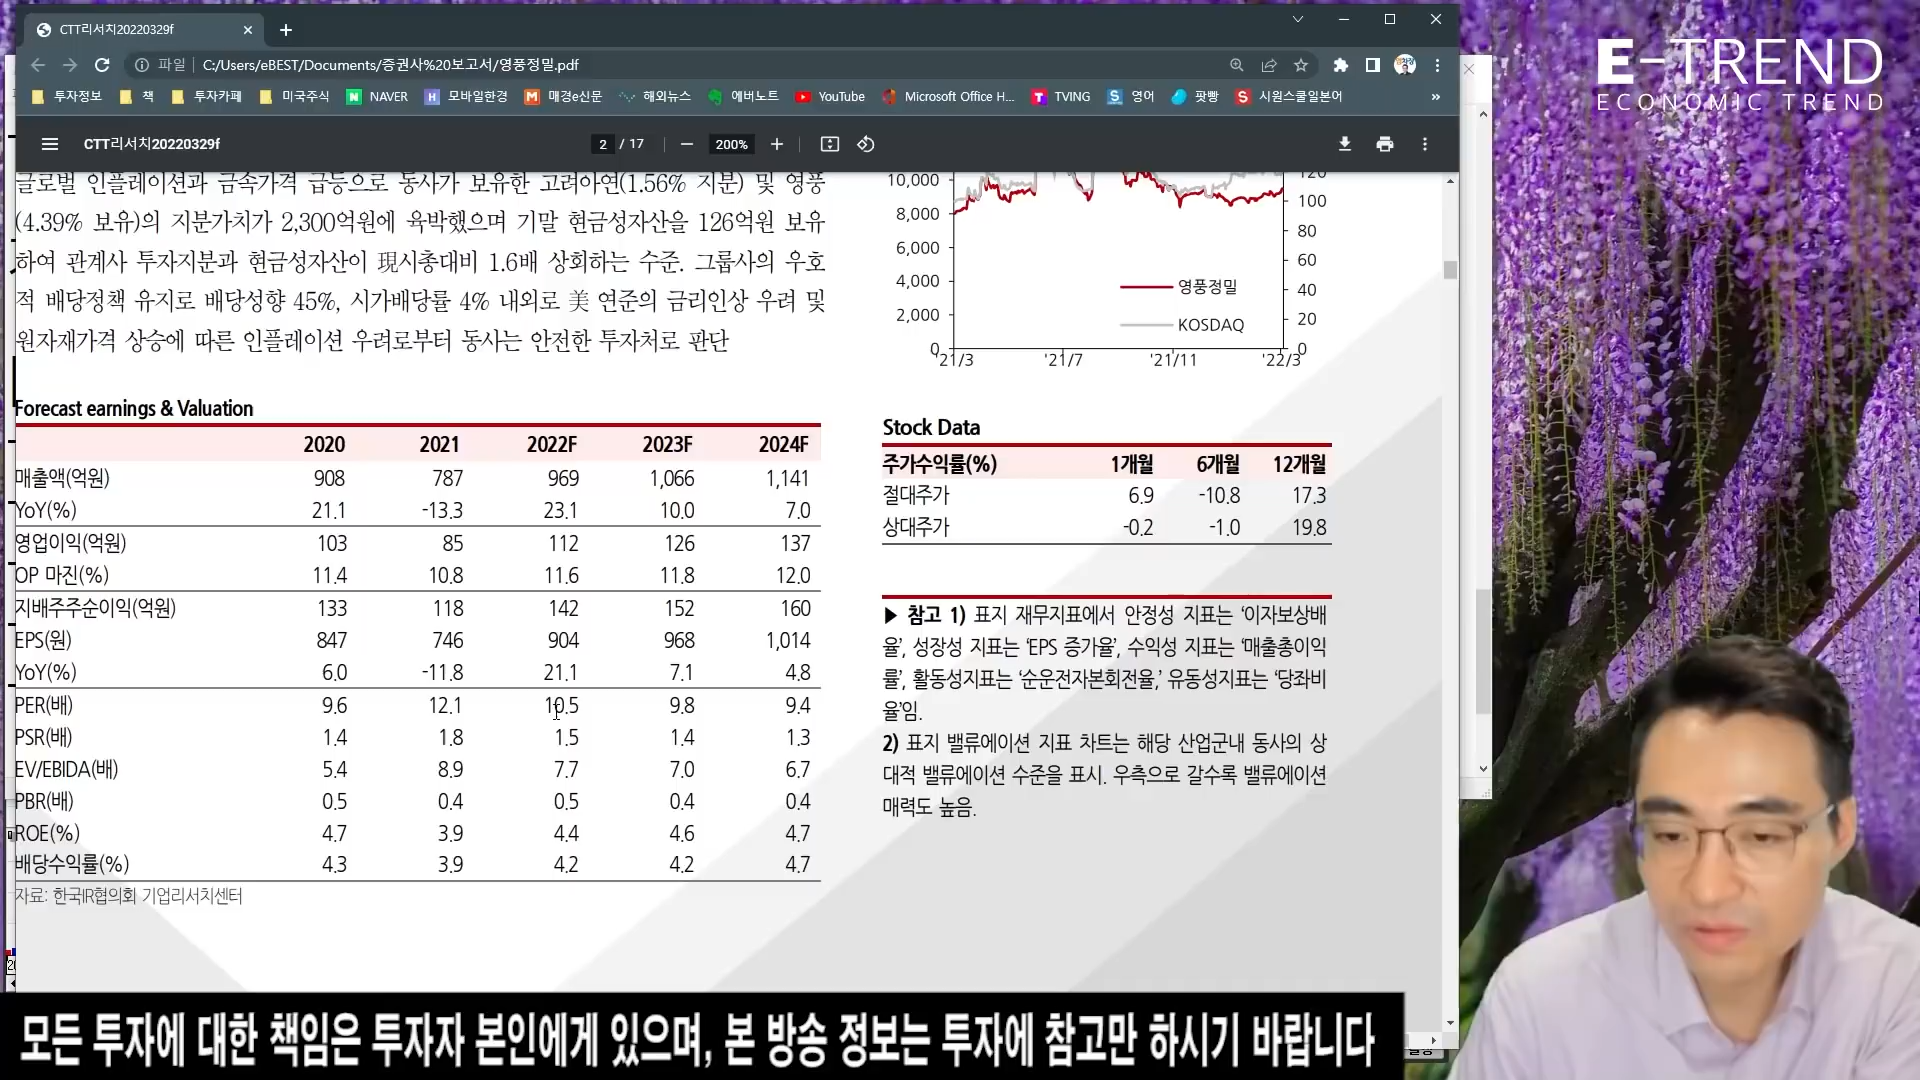 CTT리서치20220329f
파일 C:/Users/eBEST/Documents/증권사%20보고서/영풍정밀.pdf
투자정보 책 투자카페 미국주식 NAVER 모바일한경 매경e신문 해외뉴스 에버노트 YouTube Microsoft Office H... TVING 영어 팟빵 시원스쿨일본어 »
CTT리서치20220329f 2 / 17 200%
E-TREND
ECONOMIC TREND
글로벌 인플레이션과 금속가격 급등으로 동사가 보유한 고려아연(1.56% 지분) 및 영풍
(4.39% 보유)의 지분가치가 2,300억원에 육박했으며 기말 현금성자산을 126억원 보유
하여 관계사 투자지분과 현금성자산이 現시총대비 1.6배 상회하는 수준. 그룹사의 우호
적 배당정책 유지로 배당성향 45%, 시가배당률 4% 내외로 美 연준의 금리인상 우려 및
원자재가격 상승에 따른 인플레이션 우려로부터 동사는 안전한 투자처로 판단
10,000 120
8,000 100
80
6,000
60
4,000
40
2,000
20
0 0
영풍정밀
KOSDAQ
'21/3 '21/7 '21/11 '22/3
Forecast earnings & Valuation
2020 2021 2022F 2023F 2024F
매출액(억원) 908 787 969 1,066 1,141
YoY(%) 21.1 -13.3 23.1 10.0 7.0
영업이익(억원) 103 85 112 126 137
OP 마진(%) 11.4 10.8 11.6 11.8 12.0
지배주주순이익(억원) 133 118 142 152 160
EPS(원) 847 746 904 968 1,014
YoY(%) 6.0 -11.8 21.1 7.1 4.8
PER(배) 9.6 12.1 10.5 9.8 9.4
PSR(배) 1.4 1.8 1.5 1.4 1.3
EV/EBIDA(배) 5.4 8.9 7.7 7.0 6.7
PBR(배) 0.5 0.4 0.5 0.4 0.4
ROE(%) 4.7 3.9 4.4 4.6 4.7
배당수익률(%) 4.3 3.9 4.2 4.2 4.7
자료: 한국IR협의회 기업리서치센터
Stock Data
주가수익률(%) 1개월 6개월 12개월
절대주가 6.9 -10.8 17.3
상대주가 -0.2 -1.0 19.8
▶ 참고 1) 표지 재무지표에서 안정성 지표는 '이자보상배
율', 성장성 지표는 'EPS 증가율', 수익성 지표는 '매출총이익
률', 활동성지표는 '순운전자본회전율,' 유동성지표는 '당좌비
율'임.
2) 표지 밸류에이션 지표 차트는 해당 산업군내 동사의 상
대적 밸류에이션 수준을 표시. 우측으로 갈수록 밸류에이션
매력도 높음.
모든 투자에 대한 책임은 투자자 본인에게 있으며, 본 방송 정보는 투자에 참고만 하시기 바랍니다